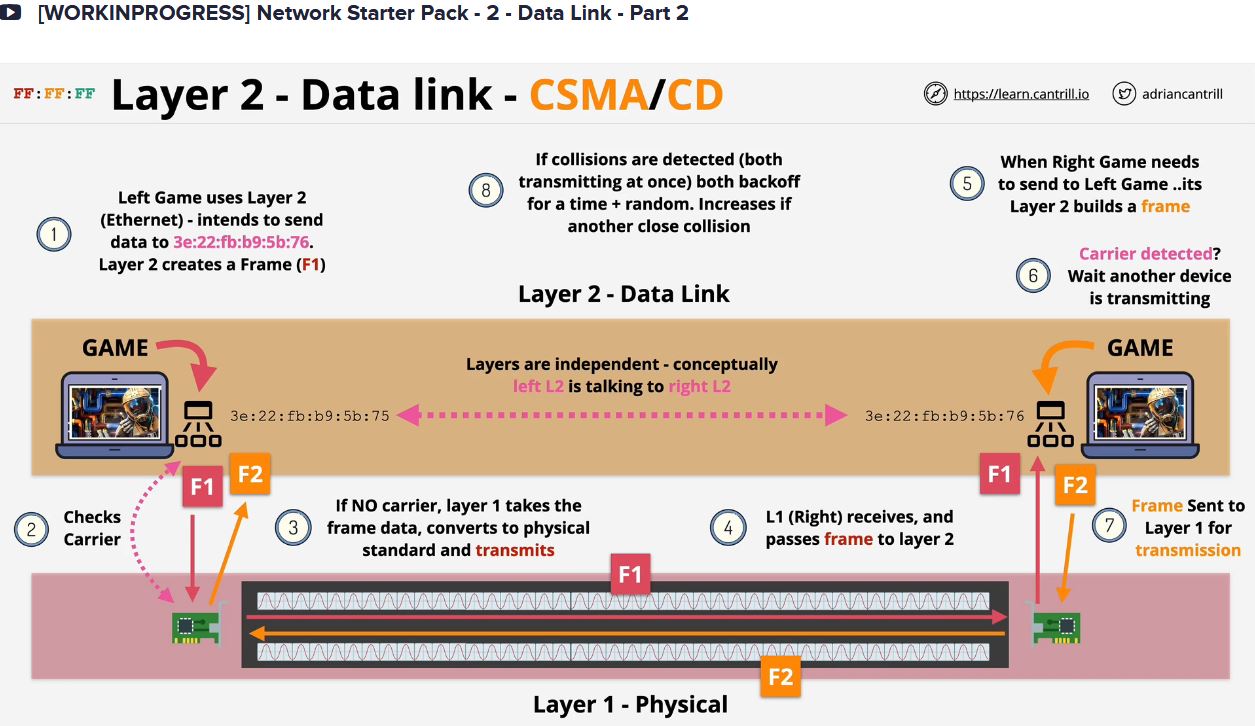 [WORKINPROGRESS] Network Starter Pack - 2 - Data Link - Part 2
FF:FF:FF
Layer 2 - Data link - CSMA/CD
https://learn.cantrill.io
adriancantrill
1
Left Game uses Layer 2
(Ethernet) - intends to send
data to 3e:22:fb:b9:5b:76.
Layer 2 creates a Frame (F1)
8
If collisions are detected (both
transmitting at once) both backoff
for a time + random. Increases if
another close collision
5
When Right Game needs
to send to Left Game ..its
Layer 2 builds a frame
6
Carrier detected?
Wait another device
is transmitting
Layer 2 - Data Link
GAME
Layers are independent - conceptually
left L2 is talking to right L2
GAME
3e:22:fb:b9:5b:75
3e:22:fb:b9:5b:76
F1
F2
F1
F2
2
Checks
Carrier
3
If NO carrier, layer 1 takes the
frame data, converts to physical
standard and transmits
4
L1 (Right) receives, and
passes frame to layer 2
7
Frame Sent to
Layer 1 for
transmission
F1
F2
Layer 1 - Physical